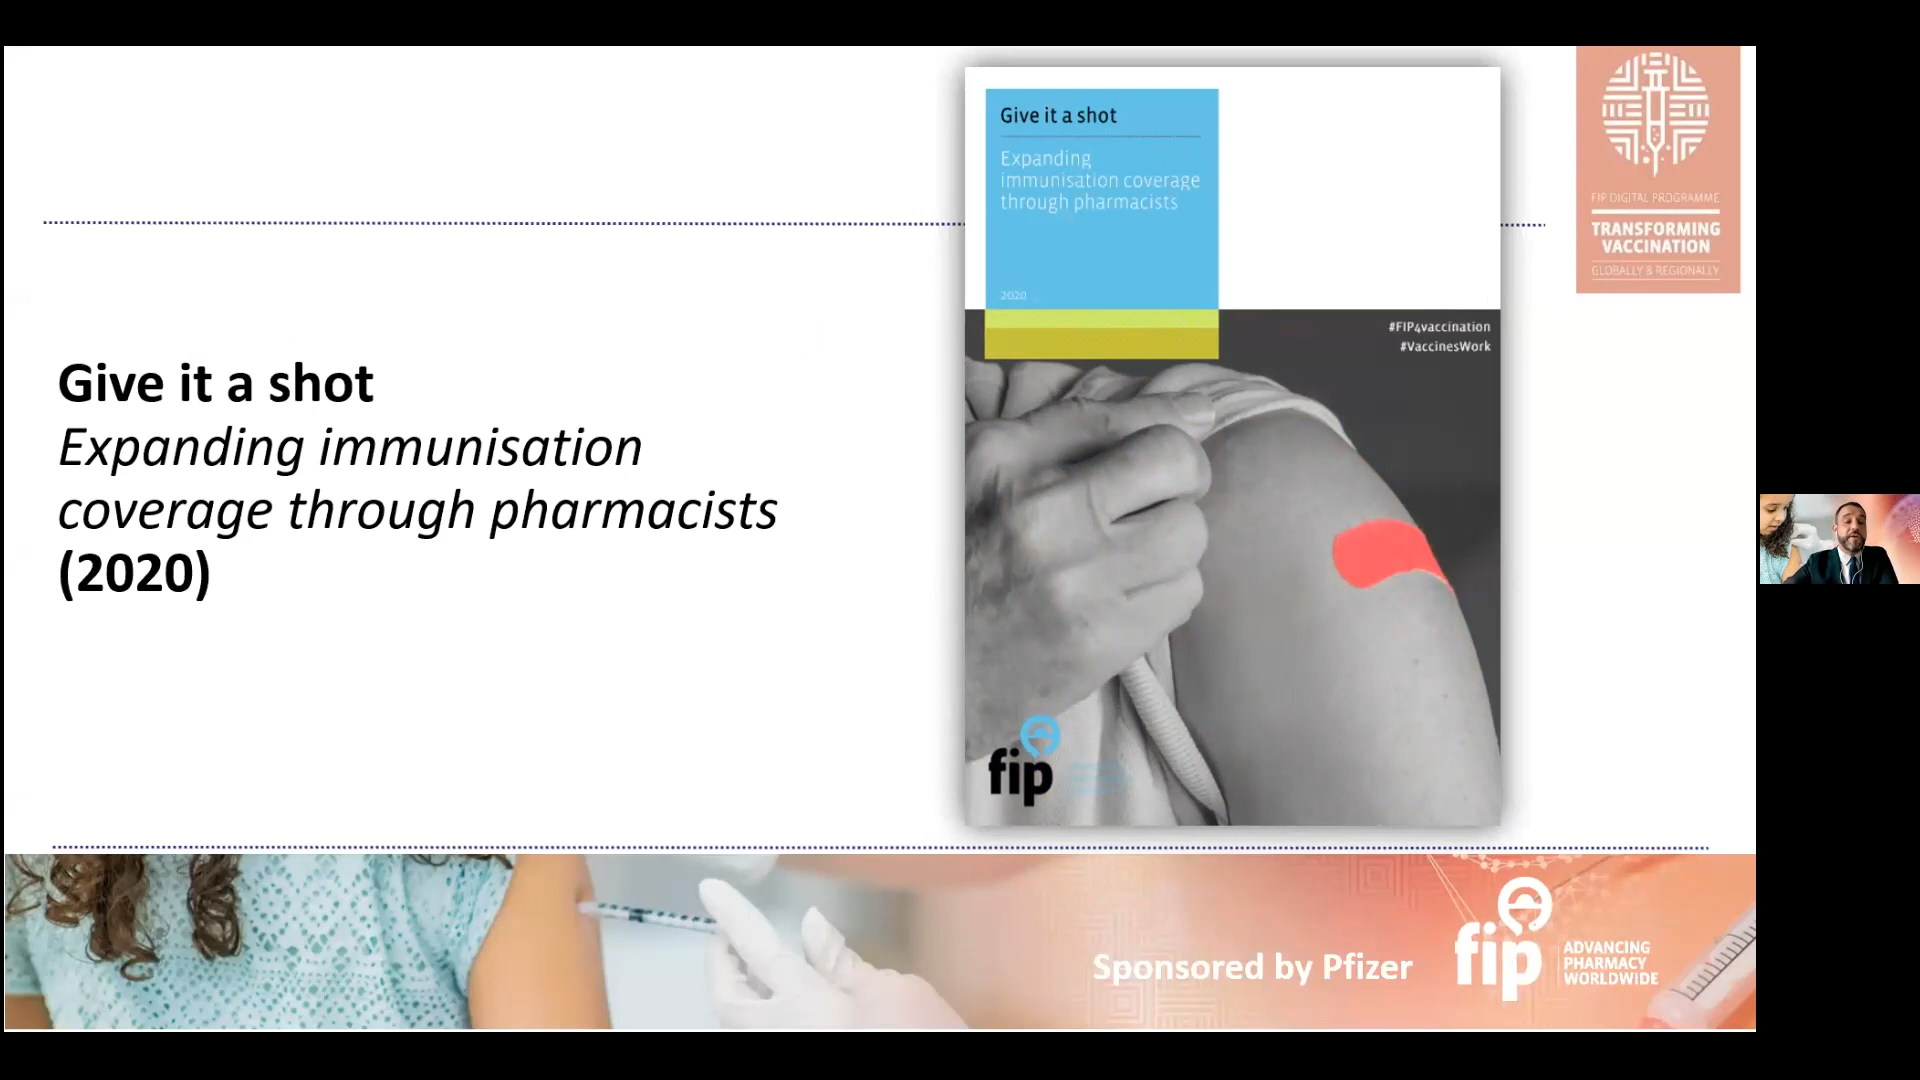 Give it a shot
Expanding immunisation
coverage through pharmacists
(2020)
Give it a shot
Expanding
immunisation coverage
through pharmacists
2020
#FIP4vaccination
#VaccinesWork
fip
FIP DIGITAL PROGRAMME
TRANSFORMING
VACCINATION
GLOBALLY & REGIONALLY
Sponsored by Pfizer
fip
ADVANCING
PHARMACY
WORLDWIDE